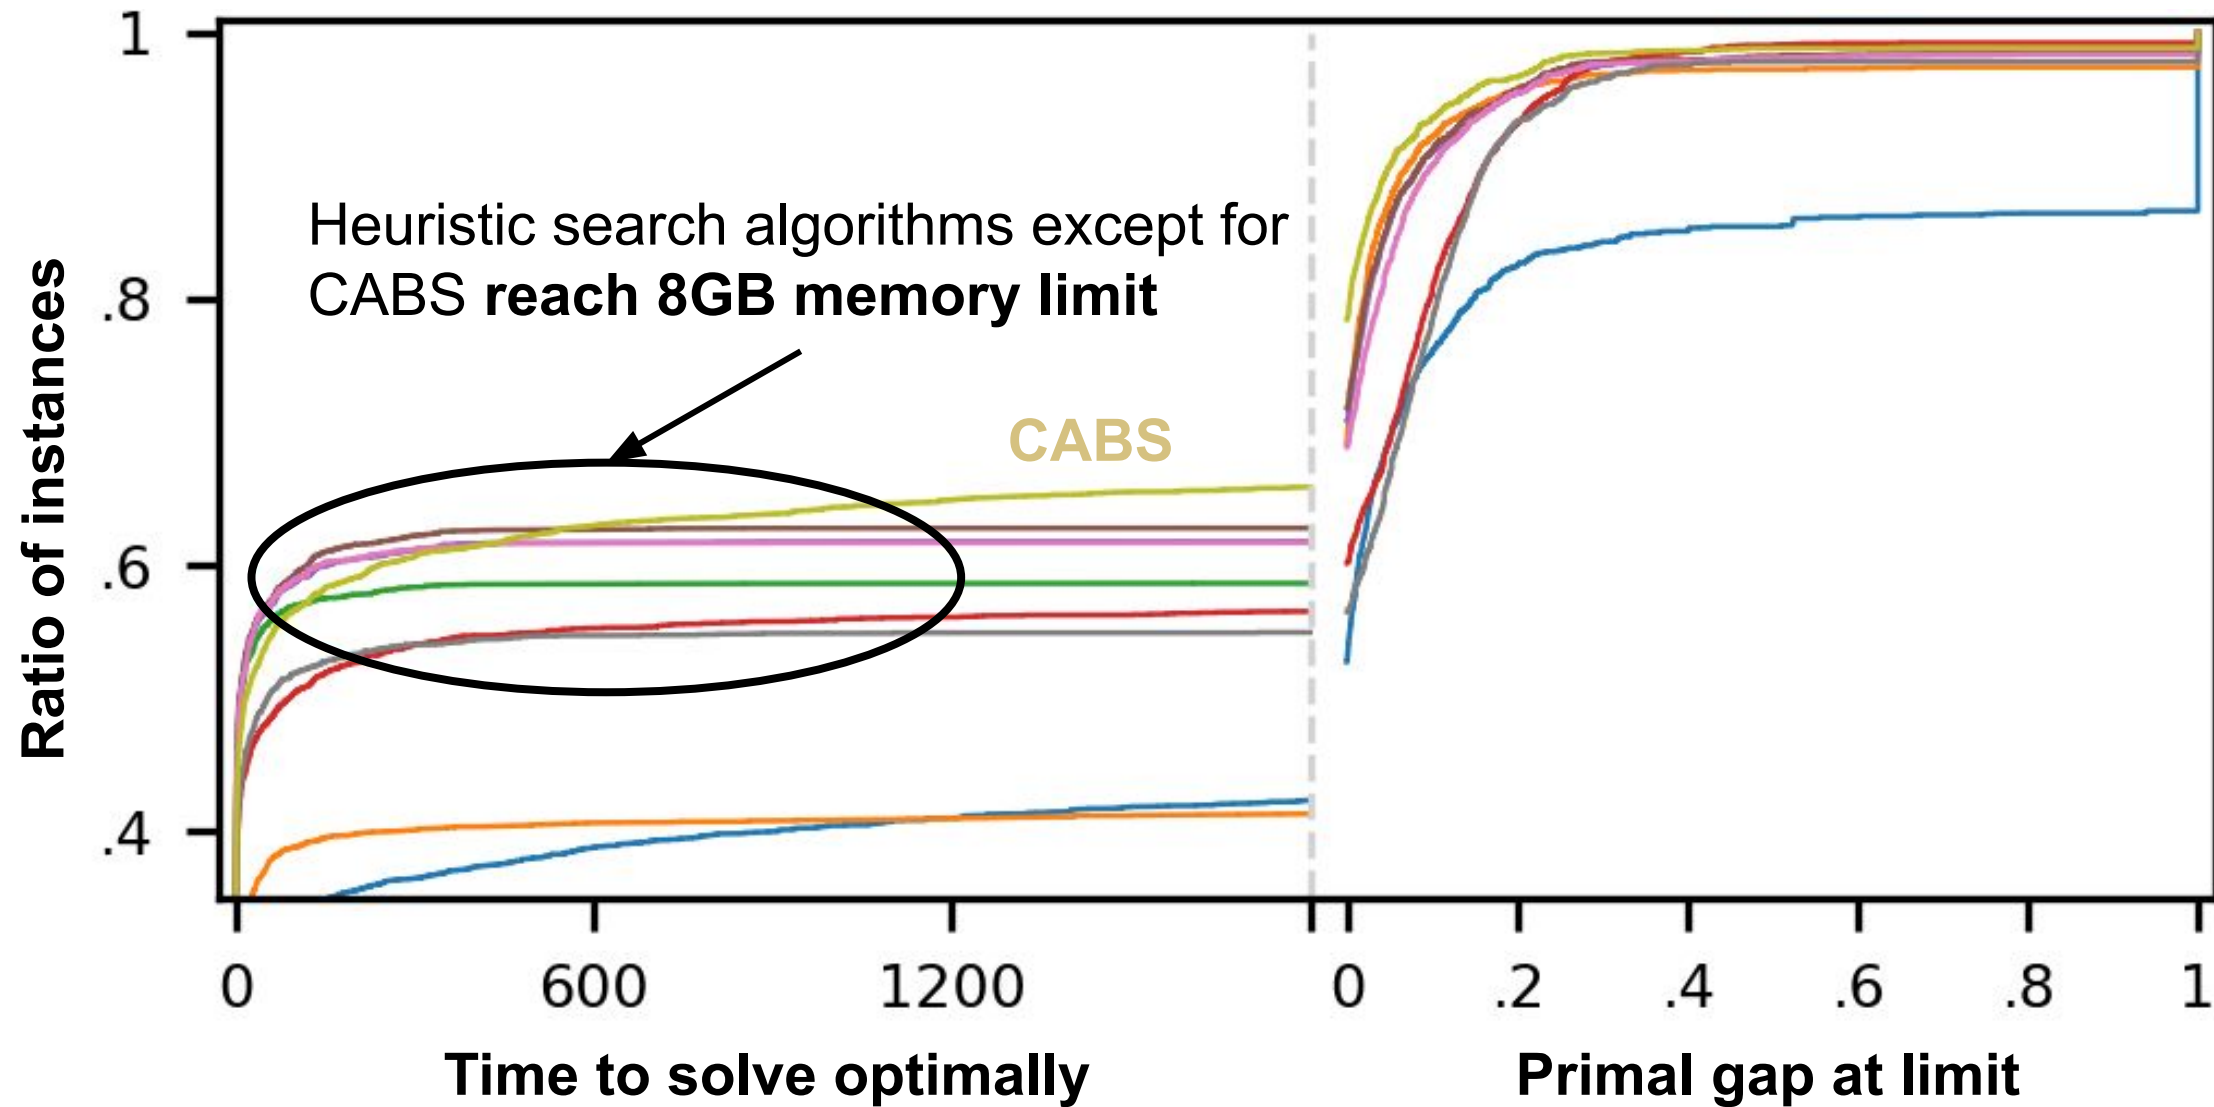 Ratio of instances
1
.8
.6
.4
Heuristic search algorithms except for
CABS reach 8GB memory limit
CABS
0 600 1200 0 .2 .4 .6 .8 1
Time to solve optimally Primal gap at limit